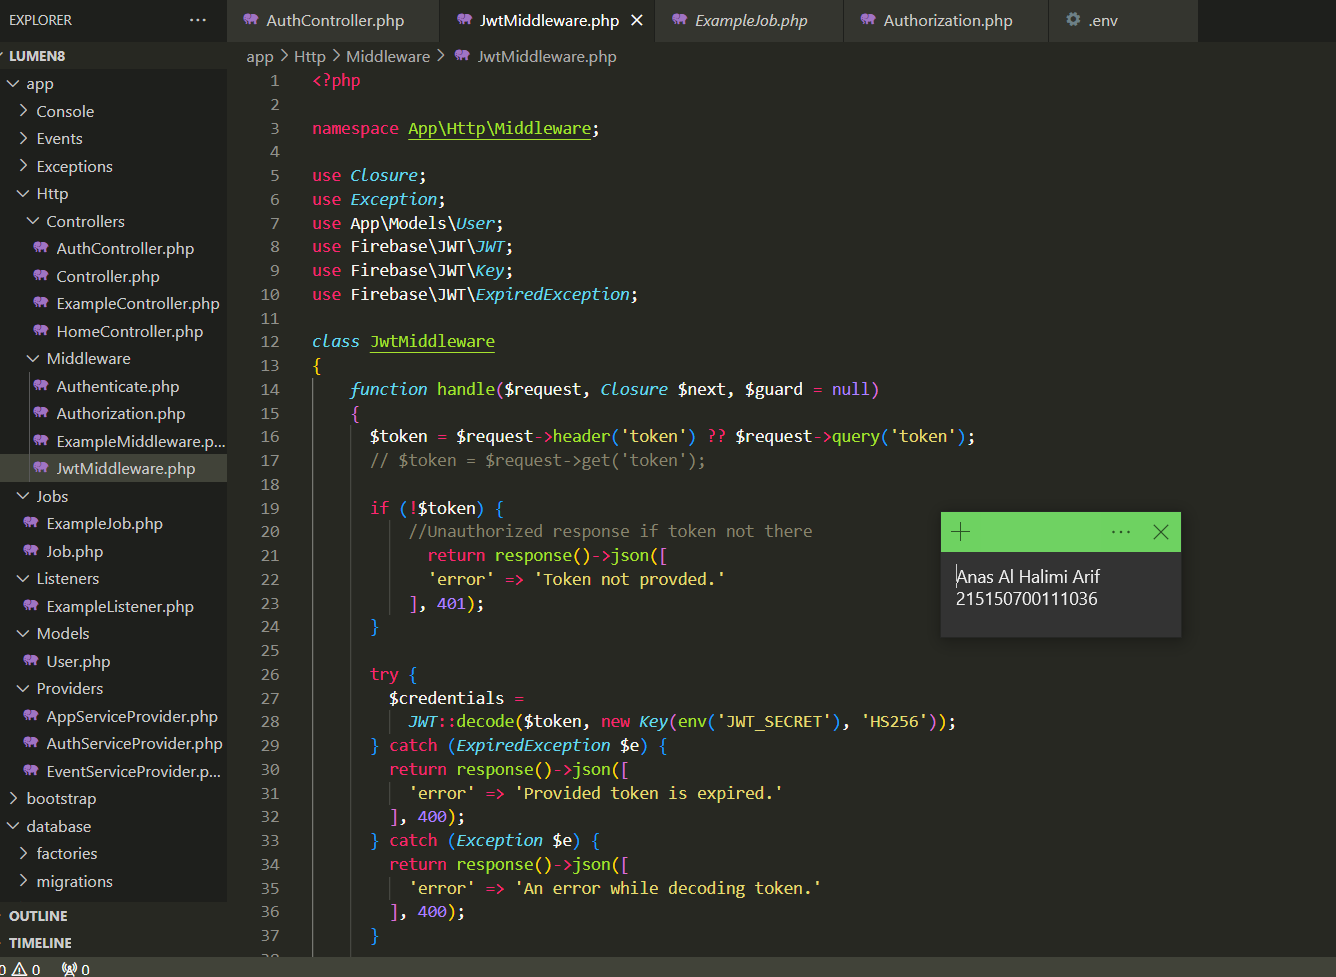 EXPLORER ···
LUMEN8
app
Console
Events
Exceptions
Http
Controllers
AuthController.php
Controller.php
ExampleController.php
HomeController.php
Middleware
Authenticate.php
Authorization.php
ExampleMiddleware.p...
JwtMiddleware.php
Jobs
ExampleJob.php
Job.php
Listeners
ExampleListener.php
Models
User.php
Providers
AppServiceProvider.php
AuthServiceProvider.php
EventServiceProvider.p...
bootstrap
database
factories
migrations
OUTLINE
TIMELINE
0 0 0
AuthController.php JwtMiddleware.php ExampleJob.php Authorization.php .env
app > Http > Middleware > JwtMiddleware.php
1 <?php
2
3 namespace App\Http\Middleware;
4
5 use Closure;
6 use Exception;
7 use App\Models\User;
8 use Firebase\JWT\JWT;
9 use Firebase\JWT\Key;
10 use Firebase\JWT\ExpiredException;
11
12 class JwtMiddleware
13 {
14 function handle($request, Closure $next, $guard = null)
15 {
16 $token = $request->header('token') ?? $request->query('token');
17 // $token = $request->get('token');
18
19 if (!$token) {
20 //Unauthorized response if token not there
21 return response()->json([
22 'error' => 'Token not provded.'
23 ], 401);
24 }
25
26 try {
27 $credentials =
28 JWT::decode($token, new Key(env('JWT_SECRET'), 'HS256'));
29 } catch (ExpiredException $e) {
30 return response()->json([
31 'error' => 'Provided token is expired.'
32 ], 400);
33 } catch (Exception $e) {
34 return response()->json([
35 'error' => 'An error while decoding token.'
36 ], 400);
37 }
Anas Al Halimi Arif
215150700111036